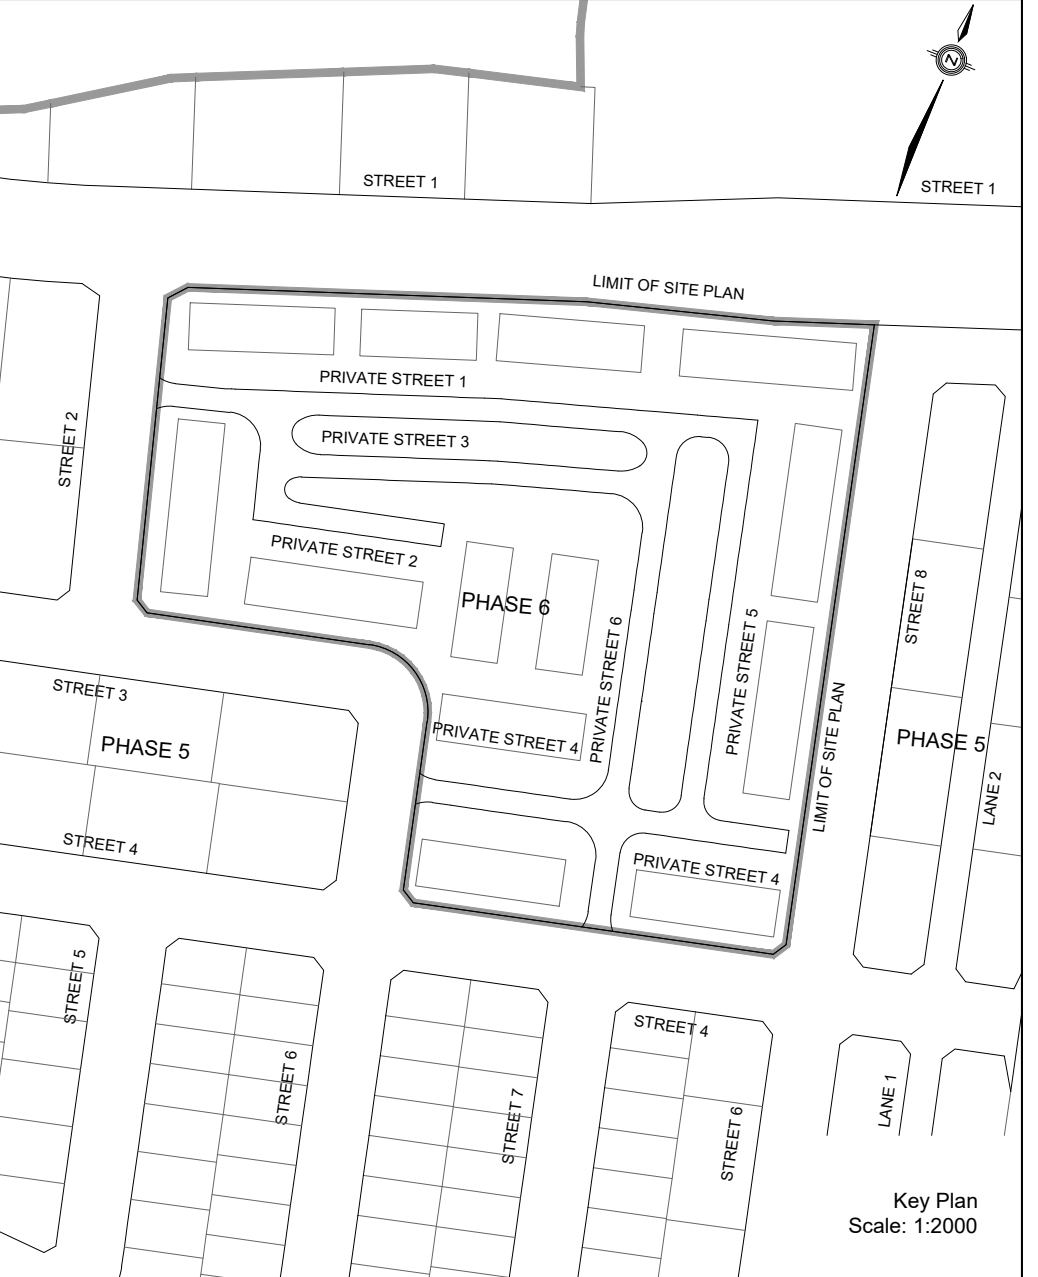 N
STREET 1
STREET 1
LIMIT OF SITE PLAN
PRIVATE STREET 1
STREET 2
PRIVATE STREET 3
PRIVATE STREET 2
PHASE 6
STREET 8
PRIVATE STREET 6
PRIVATE STREET 5
STREET 3
PHASE 5
PRIVATE STREET 4
LIMIT OF SITE PLAN
PHASE 5
LANE 2
STREET 4
PRIVATE STREET 4
STREET 5
STREET 4
STREET 6
STREET 7
STREET 6
LANE 1
Key Plan
Scale: 1:2000